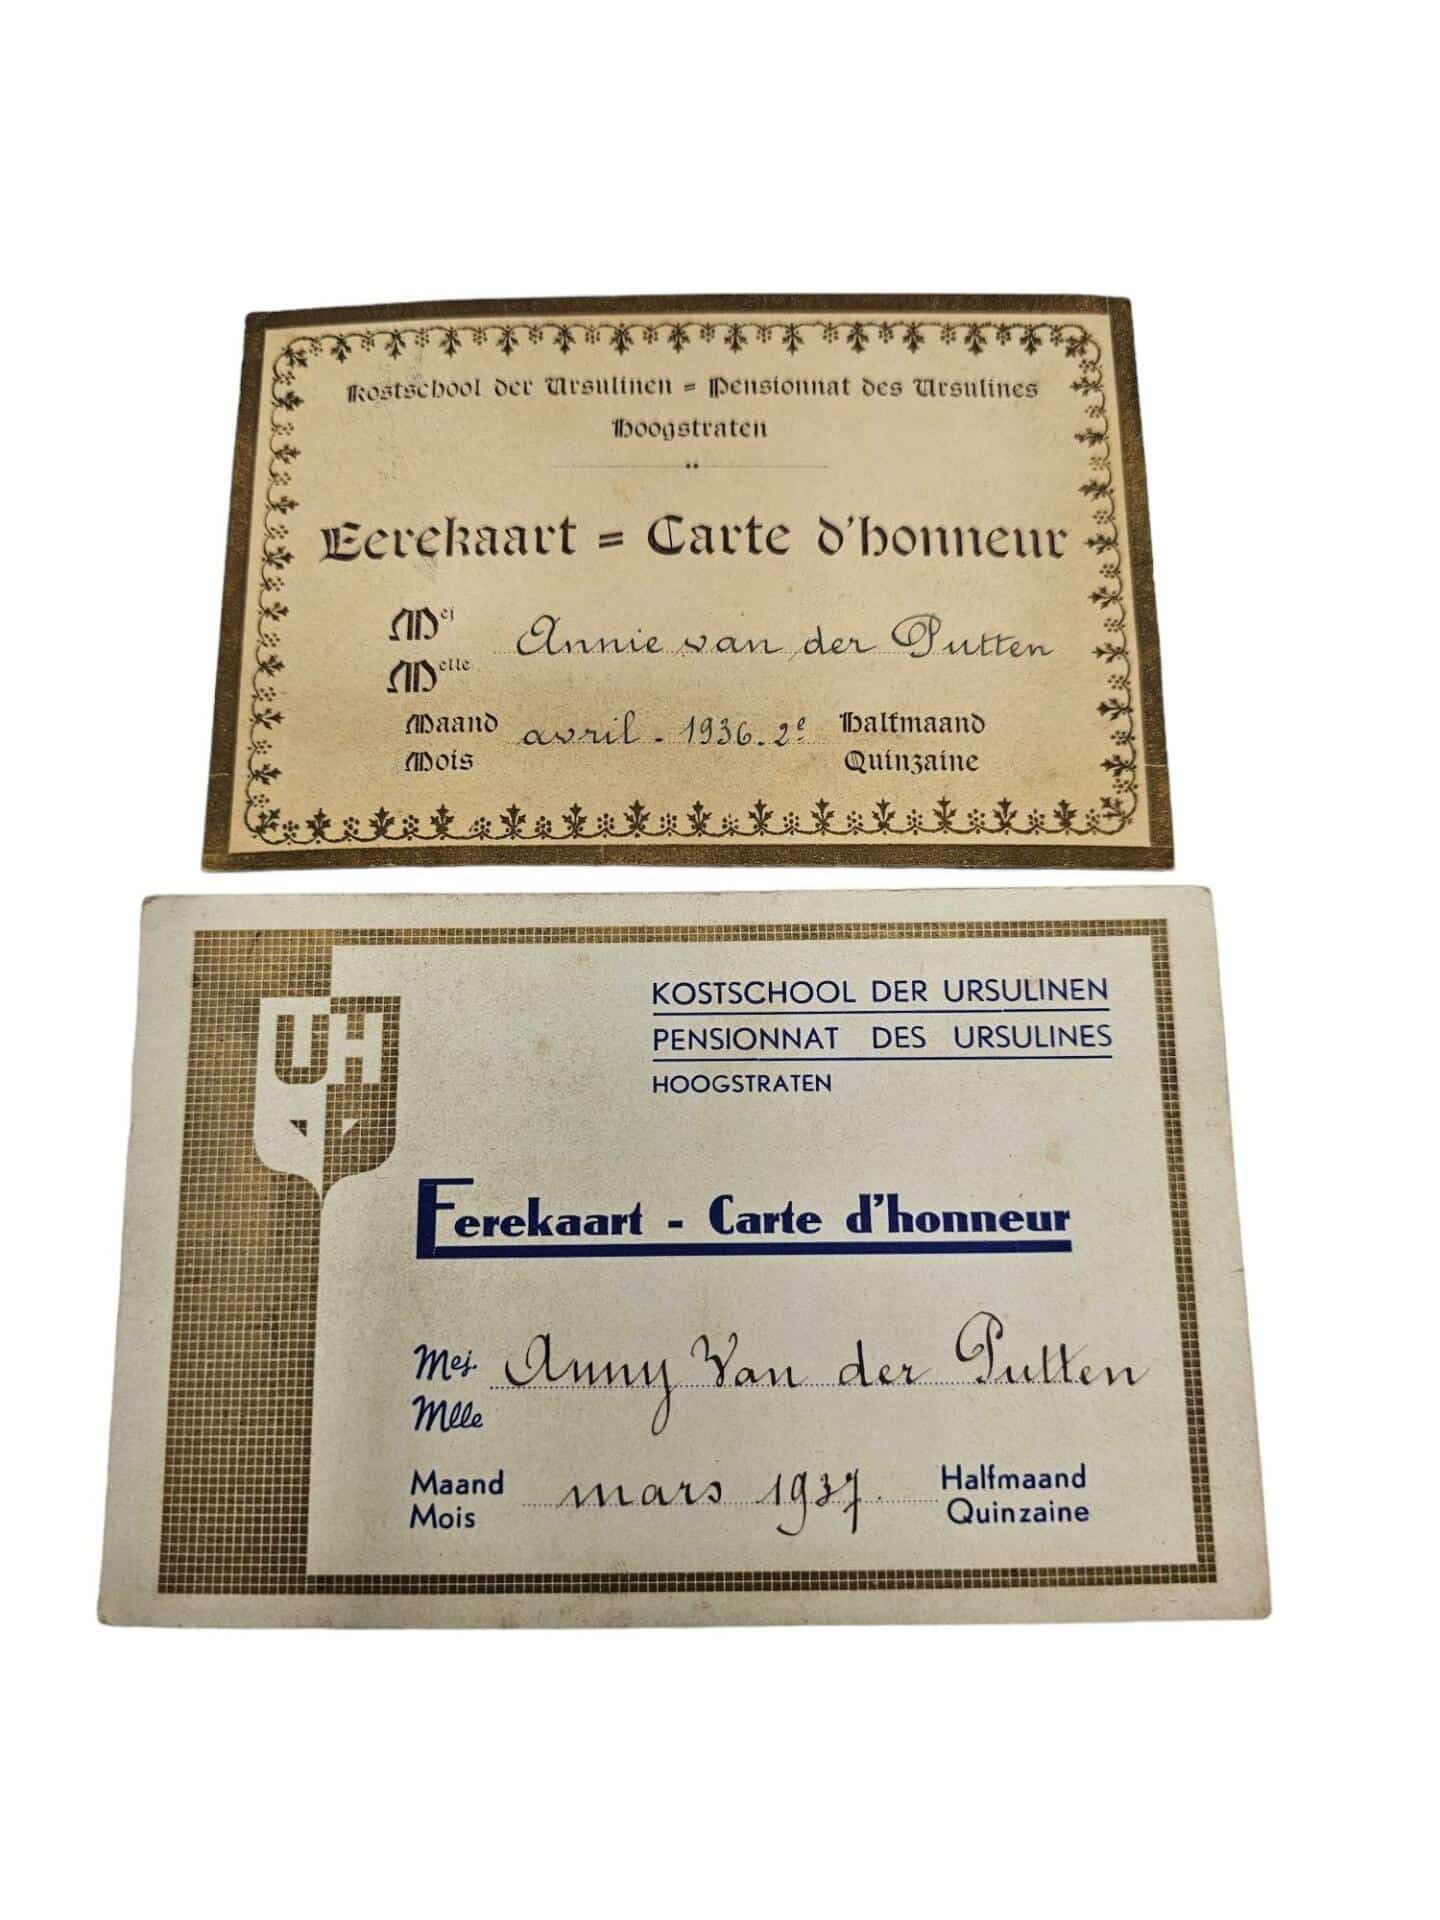 Kostschool der Ursulinen = Pensionnat des Ursulines
Hoogstraten
Eerekaart = Carte d'honneur
Mej Annie van der Putten
Melle
Maand avril - 1936. 2e Halfmaand
Mois Quinzaine
UH
KOSTSCHOOL DER URSULINEN
PENSIONNAT DES URSULINES
HOOGSTRATEN
Eerekaart - Carte d'honneur
Mej. Anny Van der Putten
Mlle
Maand mars 1937. Halfmaand
Mois Quinzaine